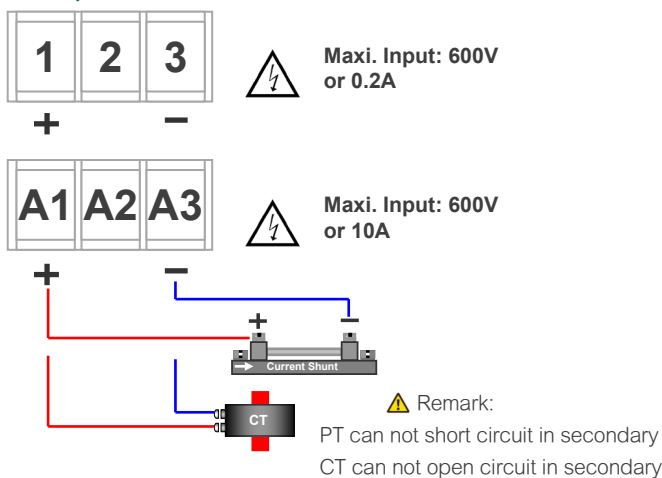 1 2 3
Maxi. Input: 600V
or 0.2A
+ −
A1 A2 A3
Maxi. Input: 600V
or 10A
+ −
+ −
Current Shunt
CT
Remark:
PT can not short circuit in secondary
CT can not open circuit in secondary